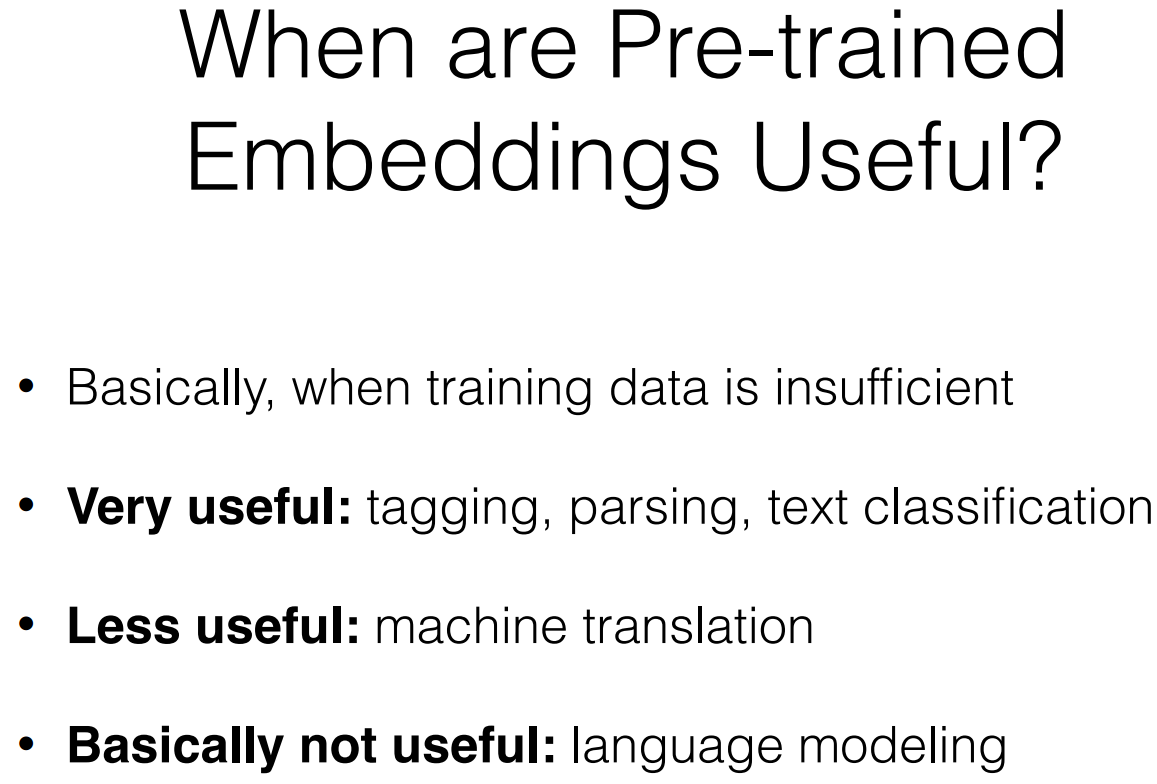 When are Pre-trained
Embeddings Useful?
• Basically, when training data is insufficient
• Very useful: tagging, parsing, text classification
• Less useful: machine translation
• Basically not useful: language modeling